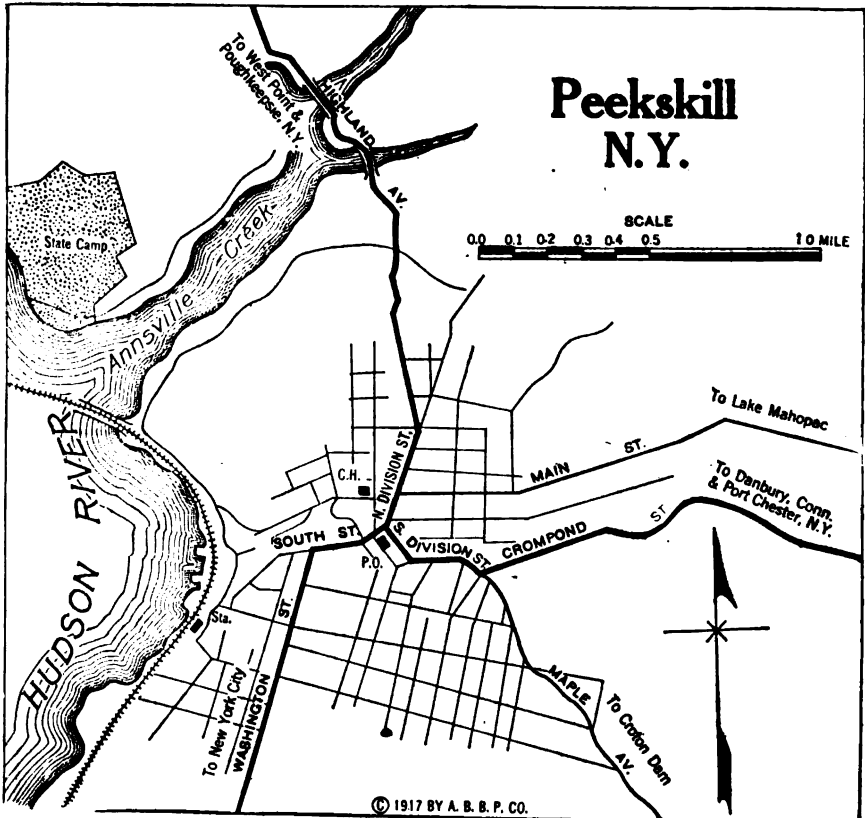 Peekskill
N.Y.
SCALE
0.0 0.1 0.2 0.3 0.4 0.5 1 0 MILE
To West Point &
Poughkeepsie, N.Y.
HIGHLAND
AV.
State Camp
Annsville Creek
HUDSON RIVER
To Lake Mahopac
MAIN ST.
To Danbury, Conn.
& Port Chester, N.Y.
CROMPOND ST
C.H.
N. DIVISION ST.
S. DIVISION ST.
SOUTH ST.
P.O.
Sta.
WASHINGTON ST.
To New York City
MAPLE AV.
To Croton Dam
© 1917 BY A. B. B. P. CO.